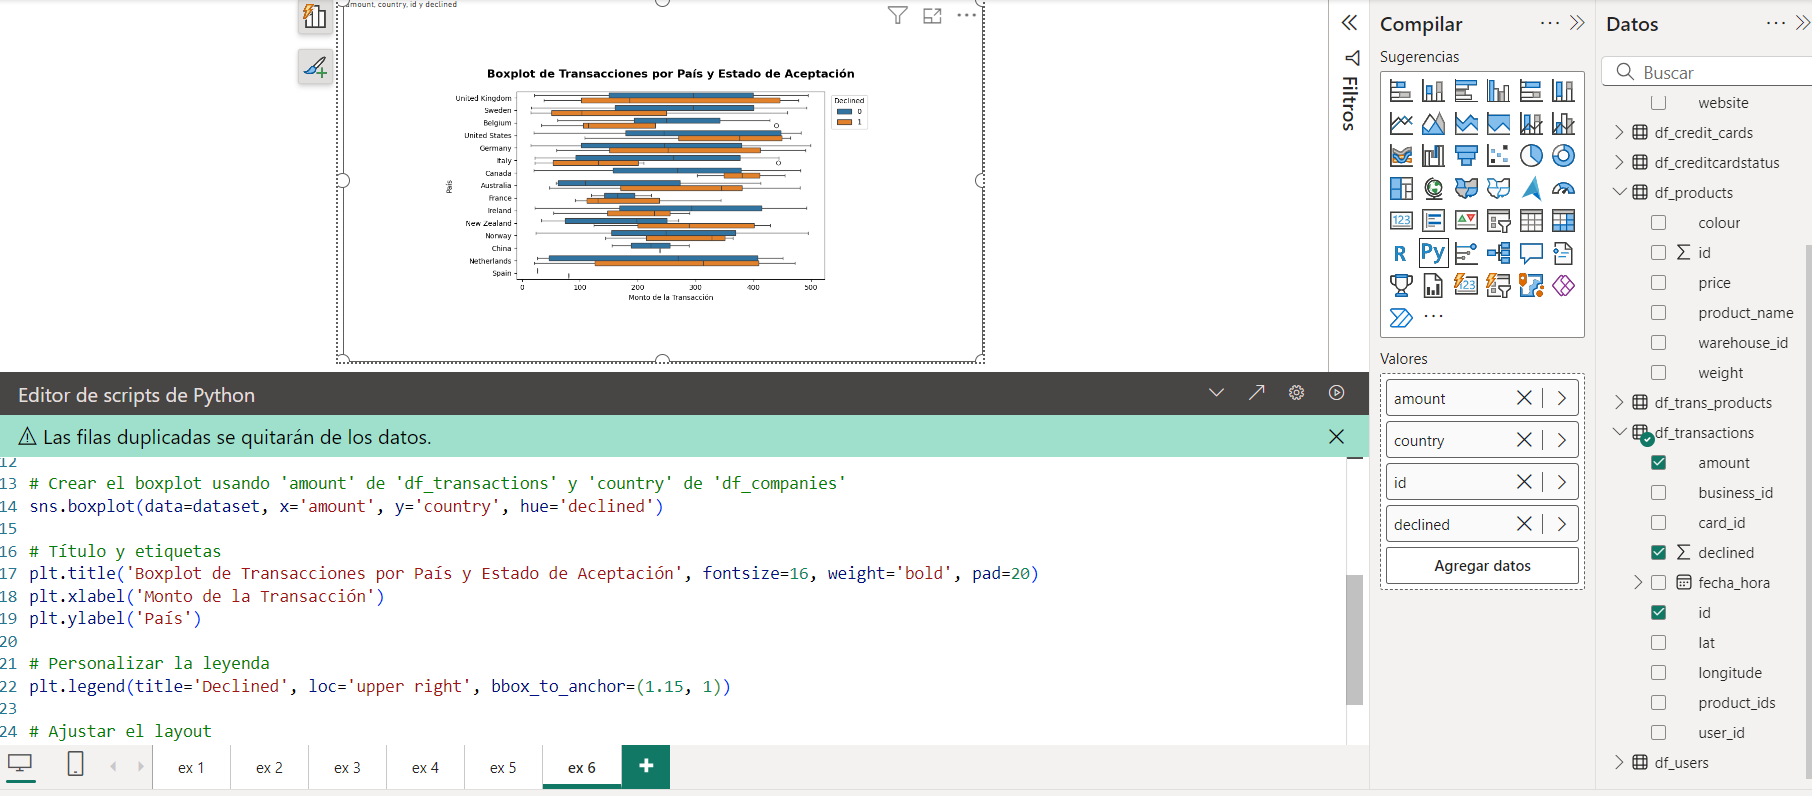 amount, country, id y declined
Boxplot de Transacciones por País y Estado de Aceptación
País
United Kingdom
Sweden
Belgium
United States
Germany
Italy
Canada
Australia
France
Ireland
New Zealand
Norway
China
Netherlands
Spain
0 100 200 300 400 500
Monto de la Transacción
Declined
0
1
Filtros
Compilar
Sugerencias
123
R Py
123
Valores
amount
country
id
declined
Agregar datos
Datos
Buscar
website
df_credit_cards
df_creditcardstatus
df_products
colour
id
price
product_name
warehouse_id
weight
df_trans_products
df_transactions
amount
business_id
card_id
declined
fecha_hora
id
lat
longitude
product_ids
user_id
df_users
Editor de scripts de Python
Las filas duplicadas se quitarán de los datos.
12
13 # Crear el boxplot usando 'amount' de 'df_transactions' y 'country' de 'df_companies'
14 sns.boxplot(data=dataset, x='amount', y='country', hue='declined')
15
16 # Título y etiquetas
17 plt.title('Boxplot de Transacciones por País y Estado de Aceptación', fontsize=16, weight='bold', pad=20)
18 plt.xlabel('Monto de la Transacción')
19 plt.ylabel('País')
20
21 # Personalizar la leyenda
22 plt.legend(title='Declined', loc='upper right', bbox_to_anchor=(1.15, 1))
23
24 # Ajustar el layout
ex 1 ex 2 ex 3 ex 4 ex 5 ex 6 +